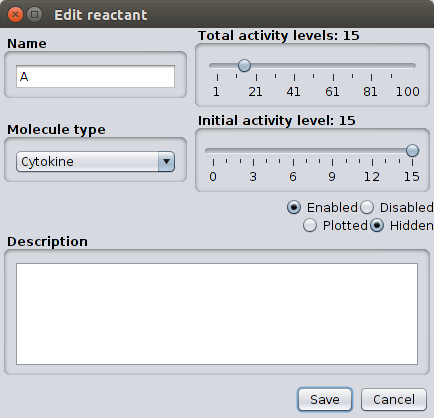 Edit reactant
Name
A
Total activity levels: 15
1 21 41 61 81 100
Molecule type
Cytokine
Initial activity level: 15
0 3 6 9 12 15
Enabled Disabled
Plotted Hidden
Description
Save Cancel